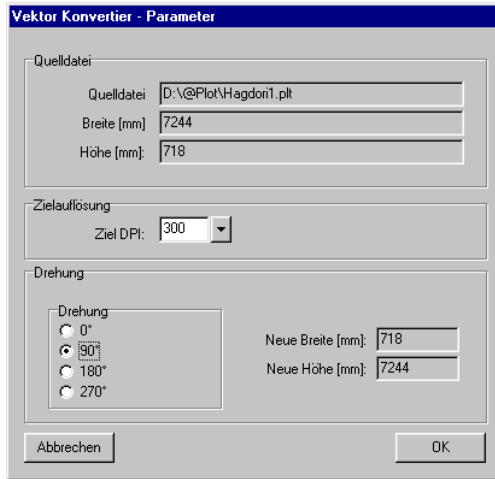 Vektor Konvertier - Parameter
Quelldatei
Quelldatei D:\@Plot\Hagdori1.plt
Breite [mm] 7244
Höhe [mm]: 718
Zielauflösung
Ziel DPI: 300
Drehung
Drehung
0°
90°
180°
270°
Neue Breite [mm]: 718
Neue Höhe [mm]: 7244
Abbrechen OK